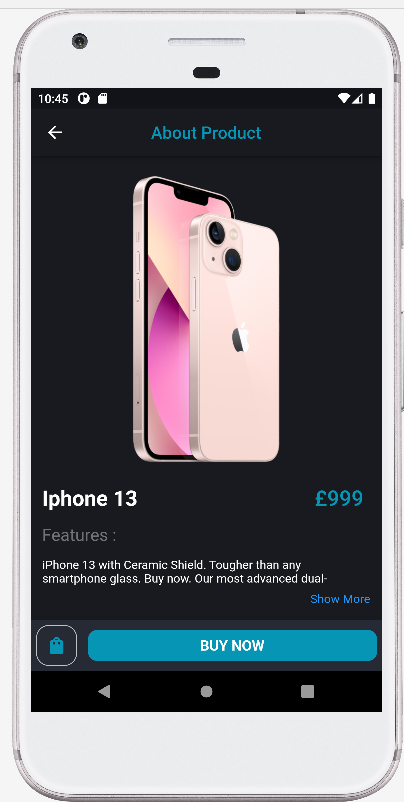 10:45
About Product
Iphone 13
£999
Features :
iPhone 13 with Ceramic Shield. Tougher than any
smartphone glass. Buy now. Our most advanced dual-
Show More
BUY NOW